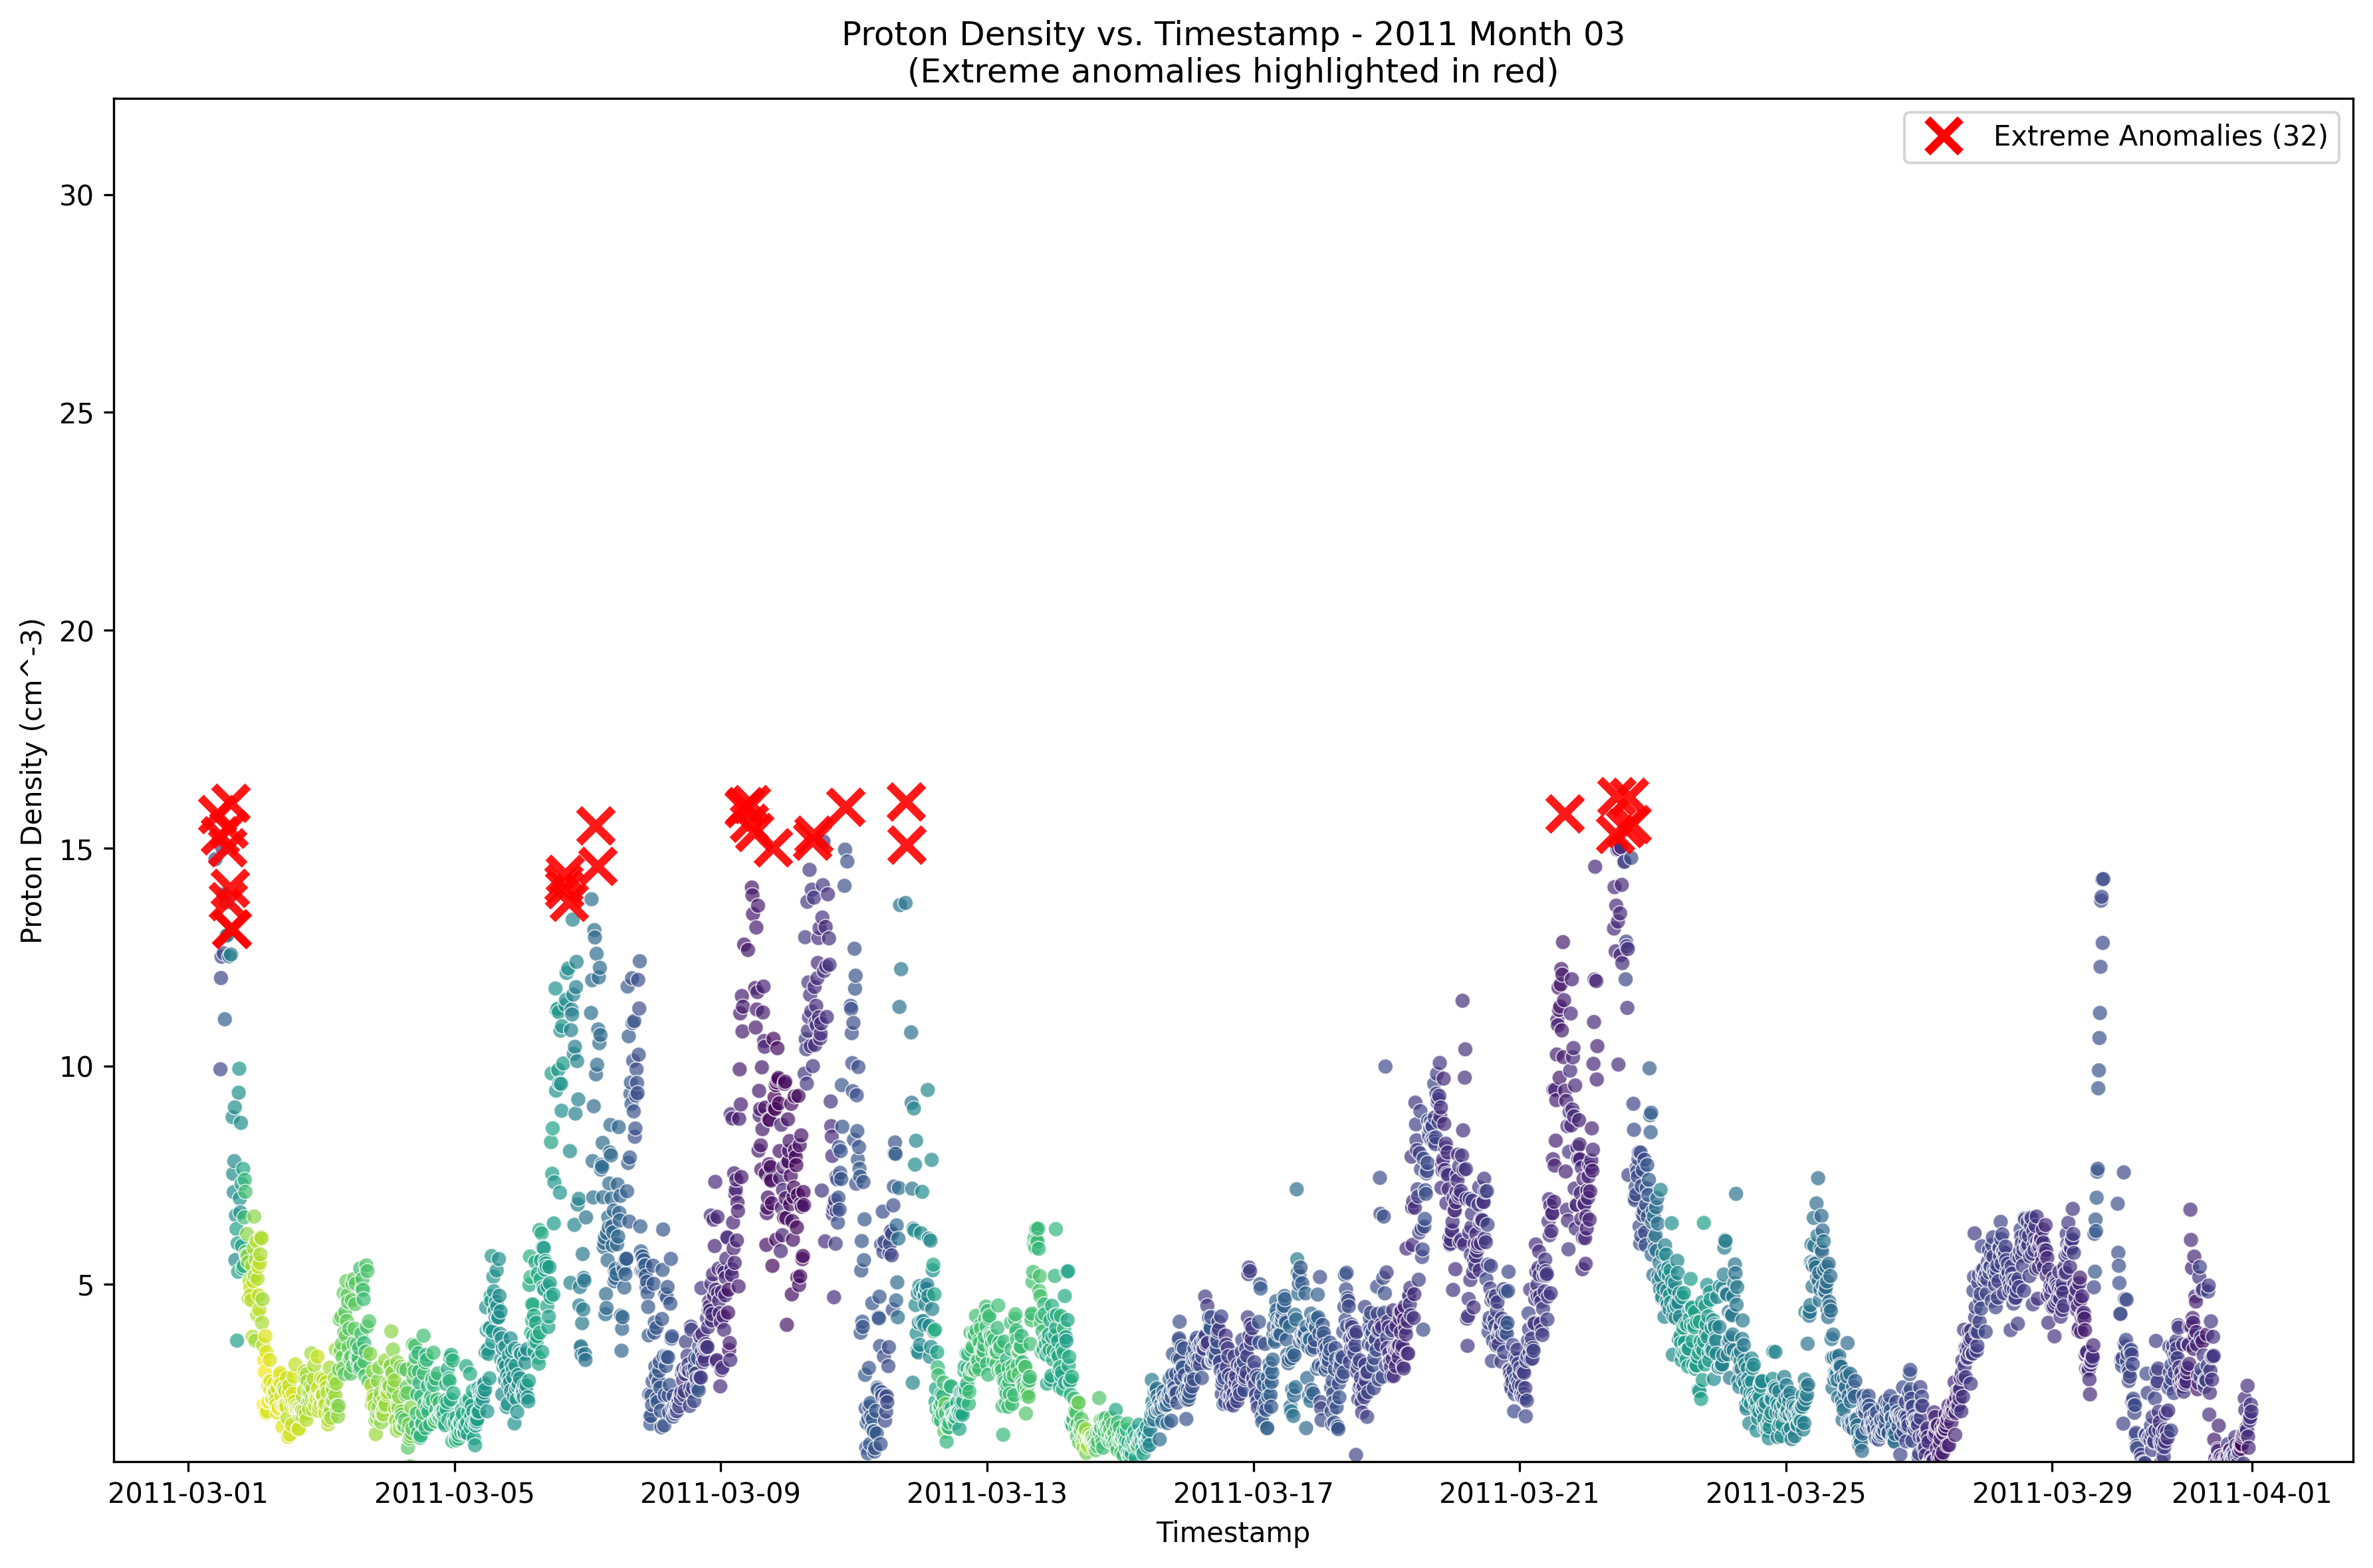 Proton Density vs. Timestamp - 2011 Month 03
(Extreme anomalies highlighted in red)
Extreme Anomalies (32)
30
25
20
15
10
5
Proton Density (cm^-3)
2011-03-01 2011-03-05 2011-03-09 2011-03-13 2011-03-17 2011-03-21 2011-03-25 2011-03-29 2011-04-01
Timestamp